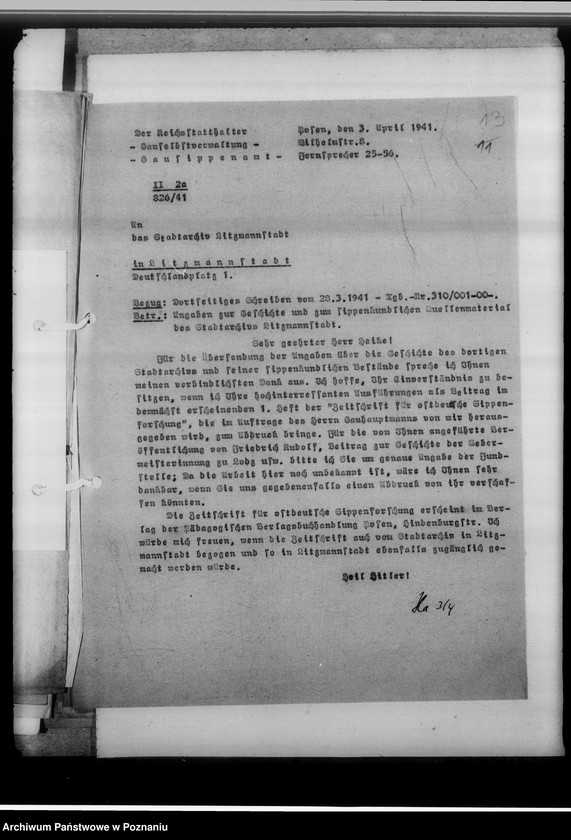 13
11
Der Reichsstatthalter
- Gauselbstverwaltung -
- Gausippenamt -
Posen, den 3. April 1941.
Wilhelmstr.8.
Fernsprecher 25-56.
II 2a
826/41
An
das Stadtarchiv Litzmannstadt
in Litzmannstadt
Deutschlandplatz 1.
Bezug: Dortseitiges Schreiben vom 28.3.1941 - Tgb.-Nr.310/001-00-.
Betr.: Angaben zur Geschichte und zum sippenkundlichen Quellenmaterial
des Stadtarchivs Litzmannstadt.
Sehr geehrter Herr Heike!
Für die Übersendung der Angaben über die Geschichte des dortigen
Stadtarchivs und seiner sippenkundlichen Bestände spreche ich Ihnen
meinen verbindlichsten Dank aus. Ich hoffe, Ihr Einverständnis zu be-
sitzen, wenn ich Ihre hochinteressanten Ausführungen als Beitrag im
demnächst erscheinenden 1. Heft der "Zeitschrift für ostdeutsche Sippen-
forschung", die im Auftrage des Herrn Gauhauptmanns von mir heraus-
gegeben wird, zum Abdruck bringe. Für die von Ihnen angeführte Ver-
öffentlichung von Friedrich Rudolf, Beitrag zur Geschichte der Weber-
meisterinnung zu Lodz usw. bitte ich Sie um genaue Angabe der Fund-
stelle; Da die Arbeit hier noch unbekannt ist, wäre ich Ihnen sehr
dankbar, wenn Sie uns gegebenenfalls einen Abdruck von ihr verschaf-
fen könnten.
Die Zeitschrift für ostdeutsche Sippenforschung erscheint im Ver-
lag der Pädagogischen Verlagsbuchhandlung Posen, Hindenburgstr. Ich
würde mich freuen, wenn die Zeitschrift auch vom Stadtarchiv in Litz-
mannstadt bezogen und so in Litzmannstadt ebenfalls zugänglich ge-
macht werden würde.
Heil Hitler!
3/4
Archiwum Państwowe w Poznaniu